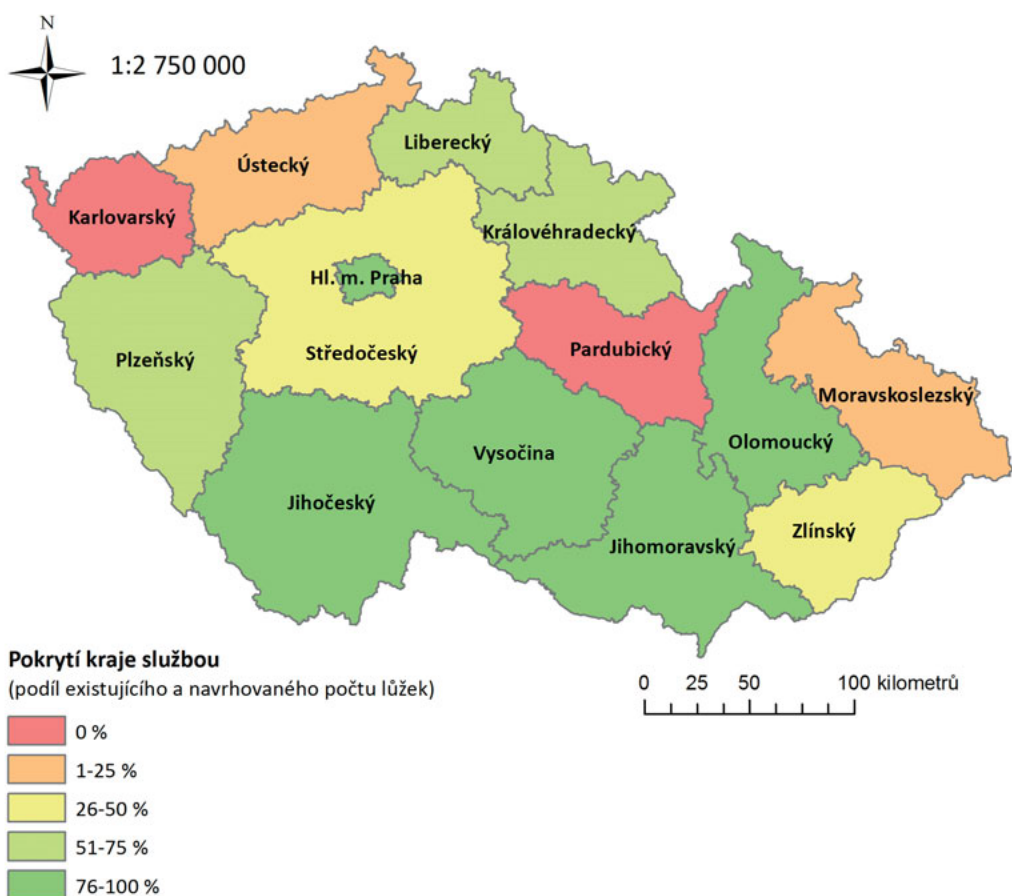 N
1:2 750 000
Liberecký
Ústecký
Karlovarský
Královéhradecký
Hl. m. Praha
Středočeský
Pardubický
Plzeňský
Moravskoslezský
Olomoucký
Vysočina
Jihočeský
Zlínský
Jihomoravský
Pokrytí kraje službou
(podíl existujícího a navrhovaného počtu lůžek)
0 25 50 100 kilometrů
0 %
1-25 %
26-50 %
51-75 %
76-100 %